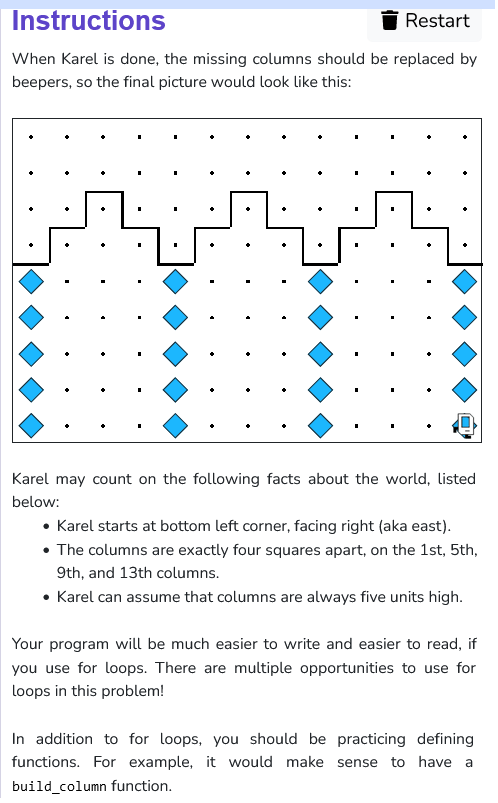 Instructions
Restart
When Karel is done, the missing columns should be replaced by
beepers, so the final picture would look like this:
Karel may count on the following facts about the world, listed
below:
• Karel starts at bottom left corner, facing right (aka east).
• The columns are exactly four squares apart, on the 1st, 5th,
9th, and 13th columns.
• Karel can assume that columns are always five units high.
Your program will be much easier to write and easier to read, if
you use for loops. There are multiple opportunities to use for
loops in this problem!
In addition to for loops, you should be practicing defining
functions. For example, it would make sense to have a
build_column function.